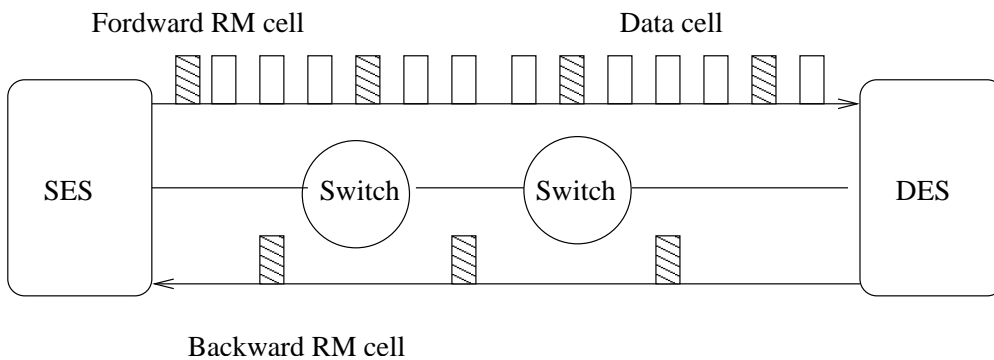 Fordward RM cell
Data cell
SES
Switch
Switch
DES
Backward RM cell